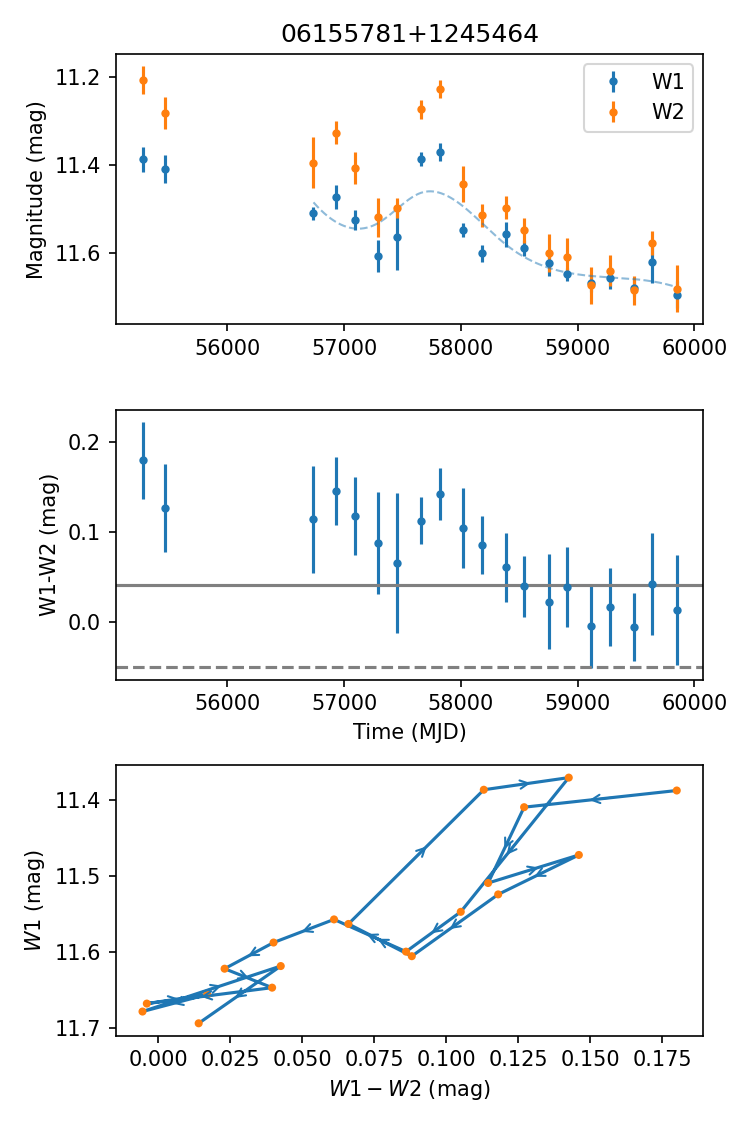 06155781+1245464
Magnitude (mag)
11.2
11.4
11.6
W1
W2
56000 57000 58000 59000 60000
W1-W2 (mag)
0.2
0.1
0.0
56000 57000 58000 59000 60000
Time (MJD)
W1 (mag)
11.4
11.5
11.6
11.7
0.000 0.025 0.050 0.075 0.100 0.125 0.150 0.175
W1 − W2 (mag)